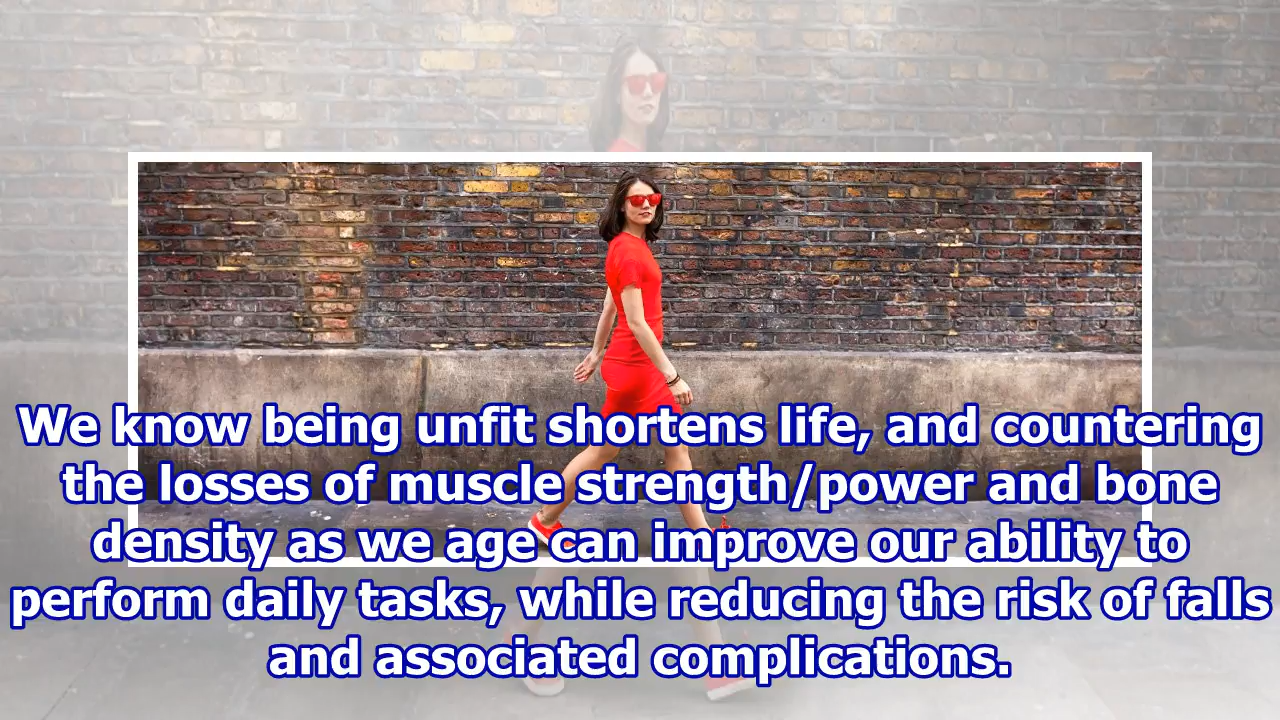 We know being unfit shortens life, and countering
the losses of muscle strength/power and bone
density as we age can improve our ability to
perform daily tasks, while reducing the risk of falls
and associated complications.